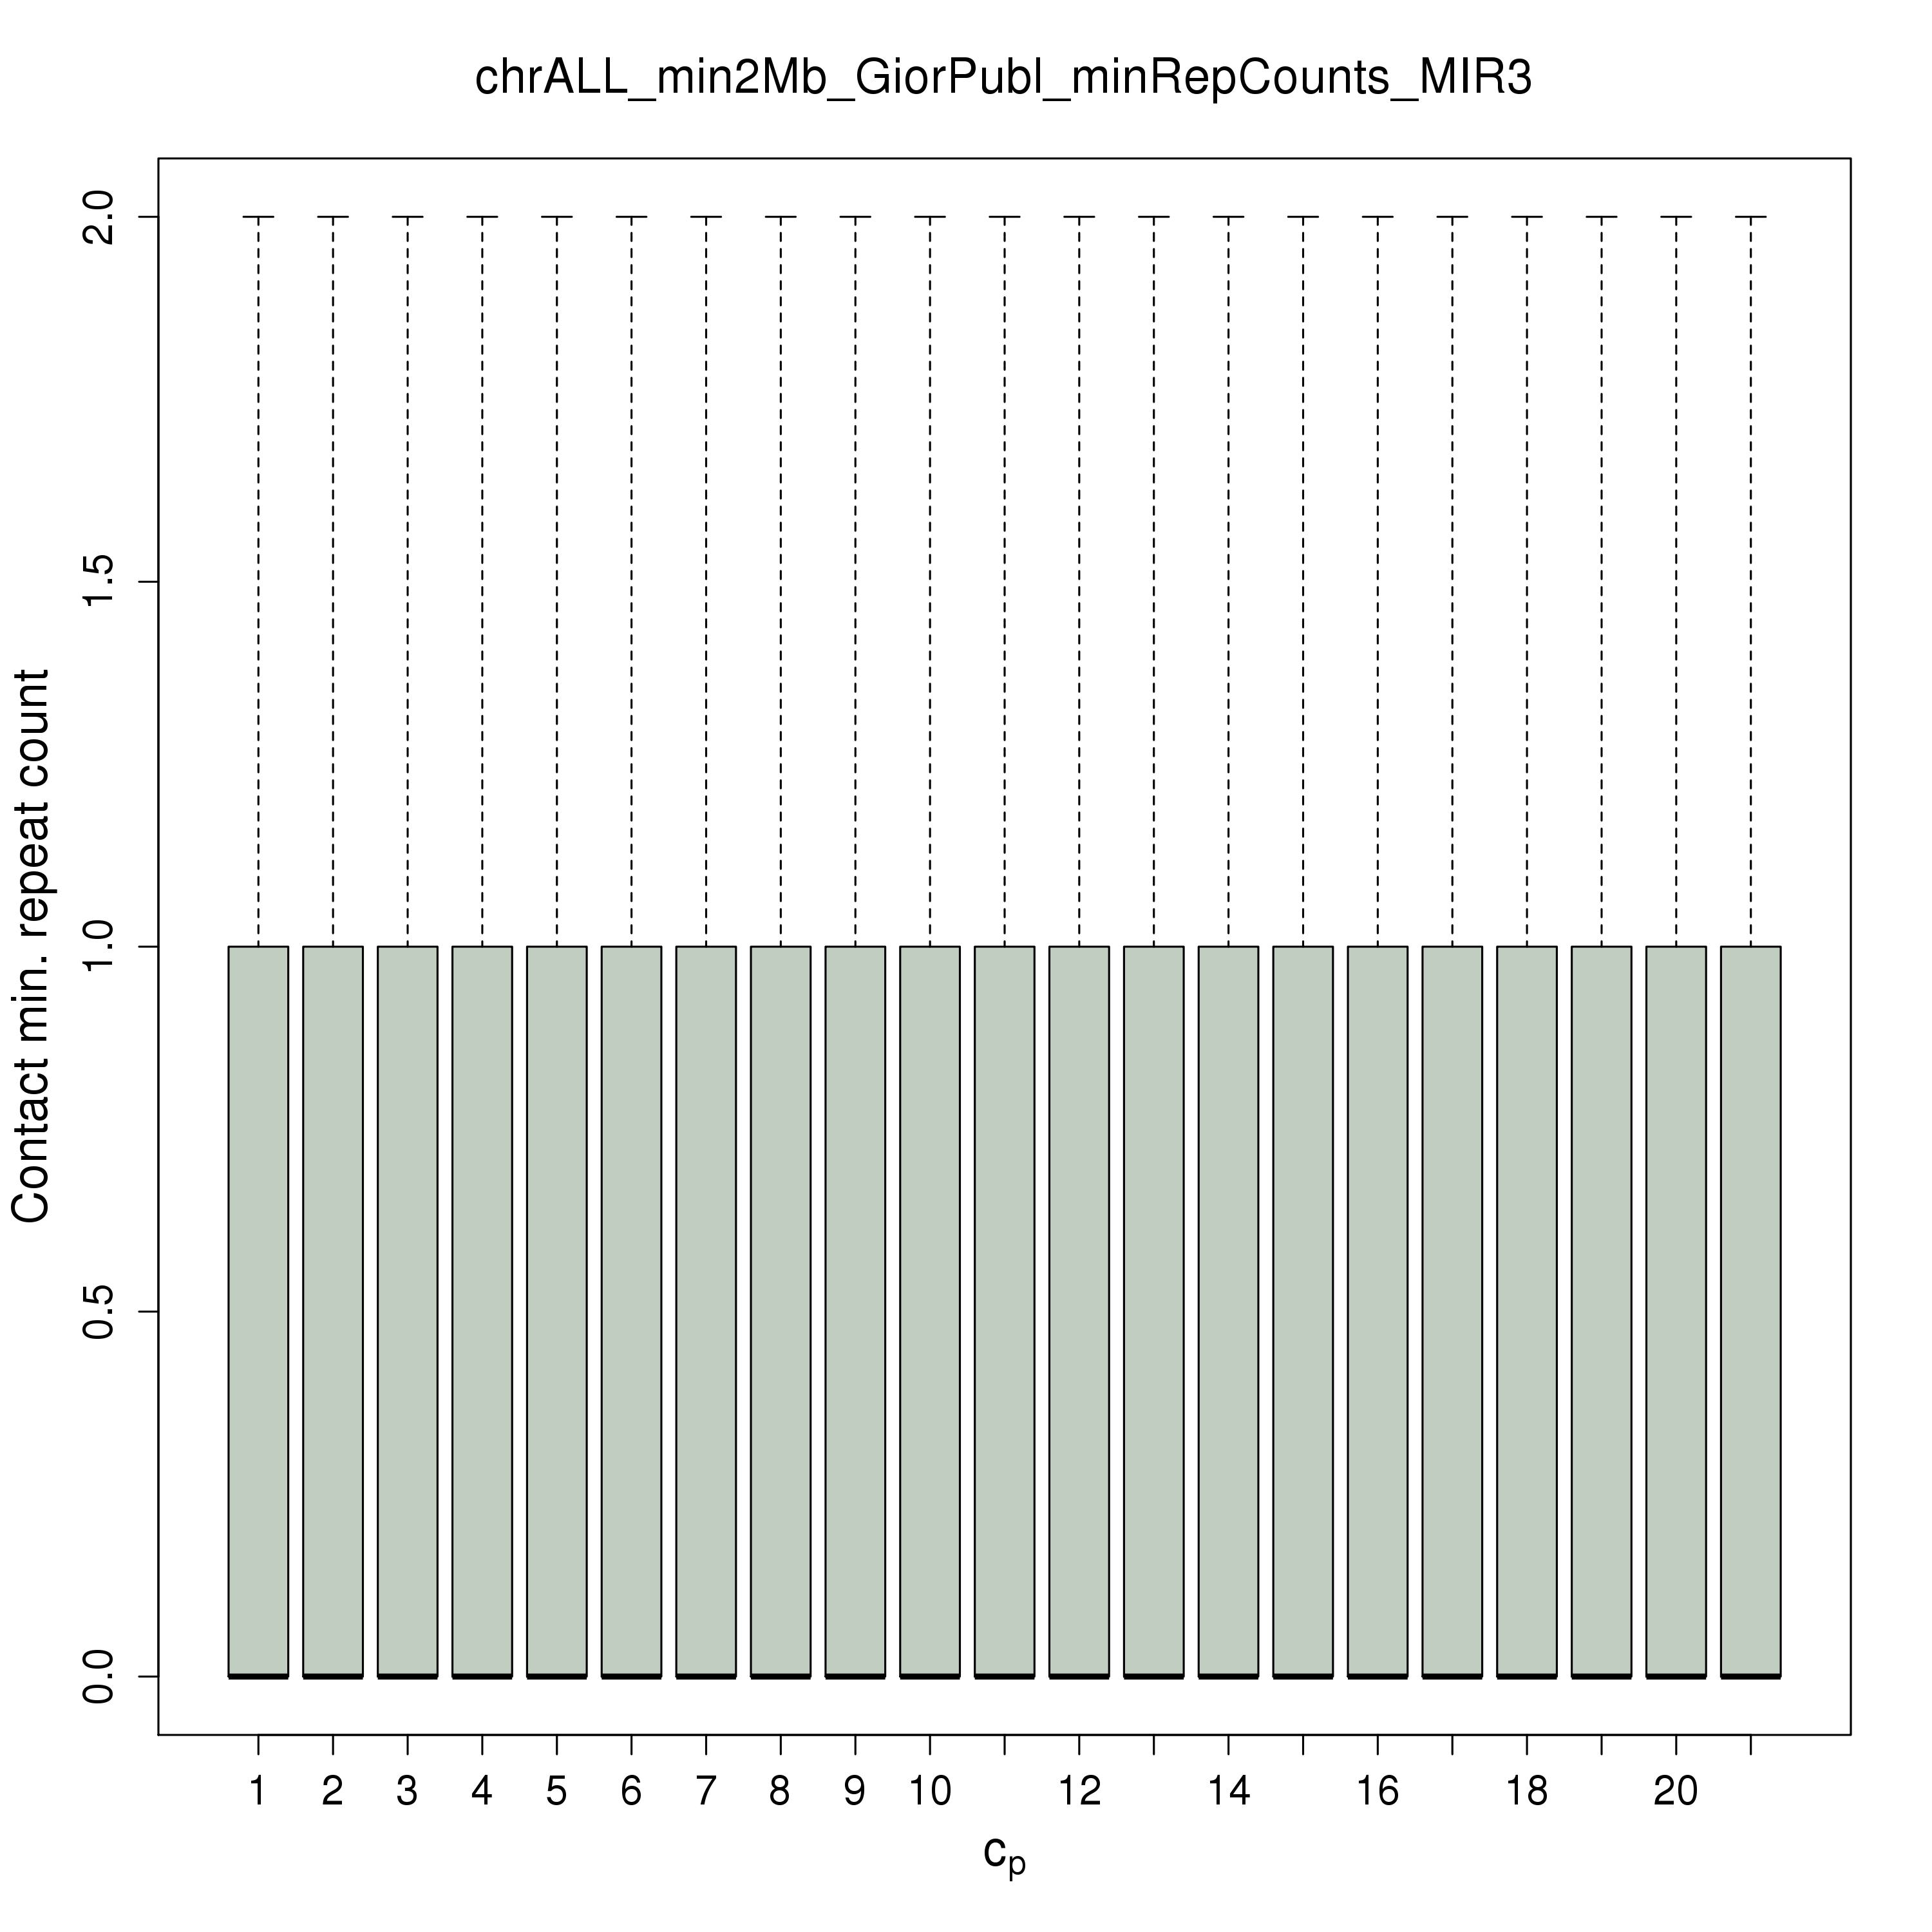 chrALL_min2Mb_GiorPubl_minRepCounts_MIR3
Contact min. repeat count
2.0
1.5
1.0
0.5
0.0
1 2 3 4 5 6 7 8 9 10 12 14 16 18 20
cp